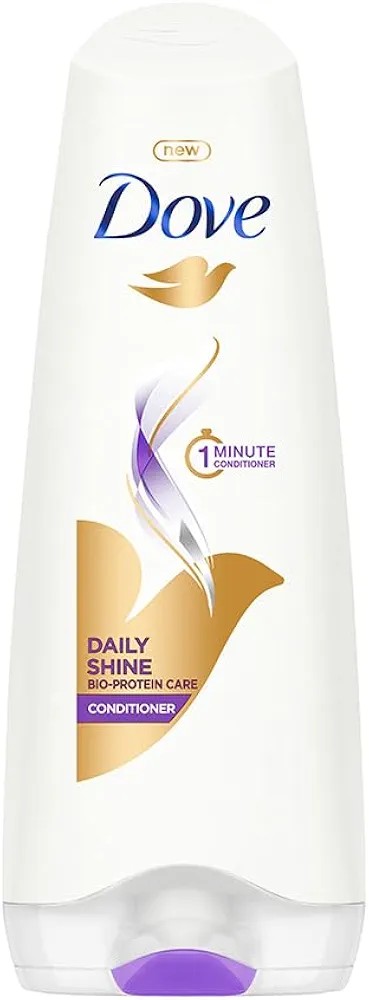 new
Dove
1 MINUTE
CONDITIONER
DAILY
SHINE
BIO-PROTEIN CARE
CONDITIONER